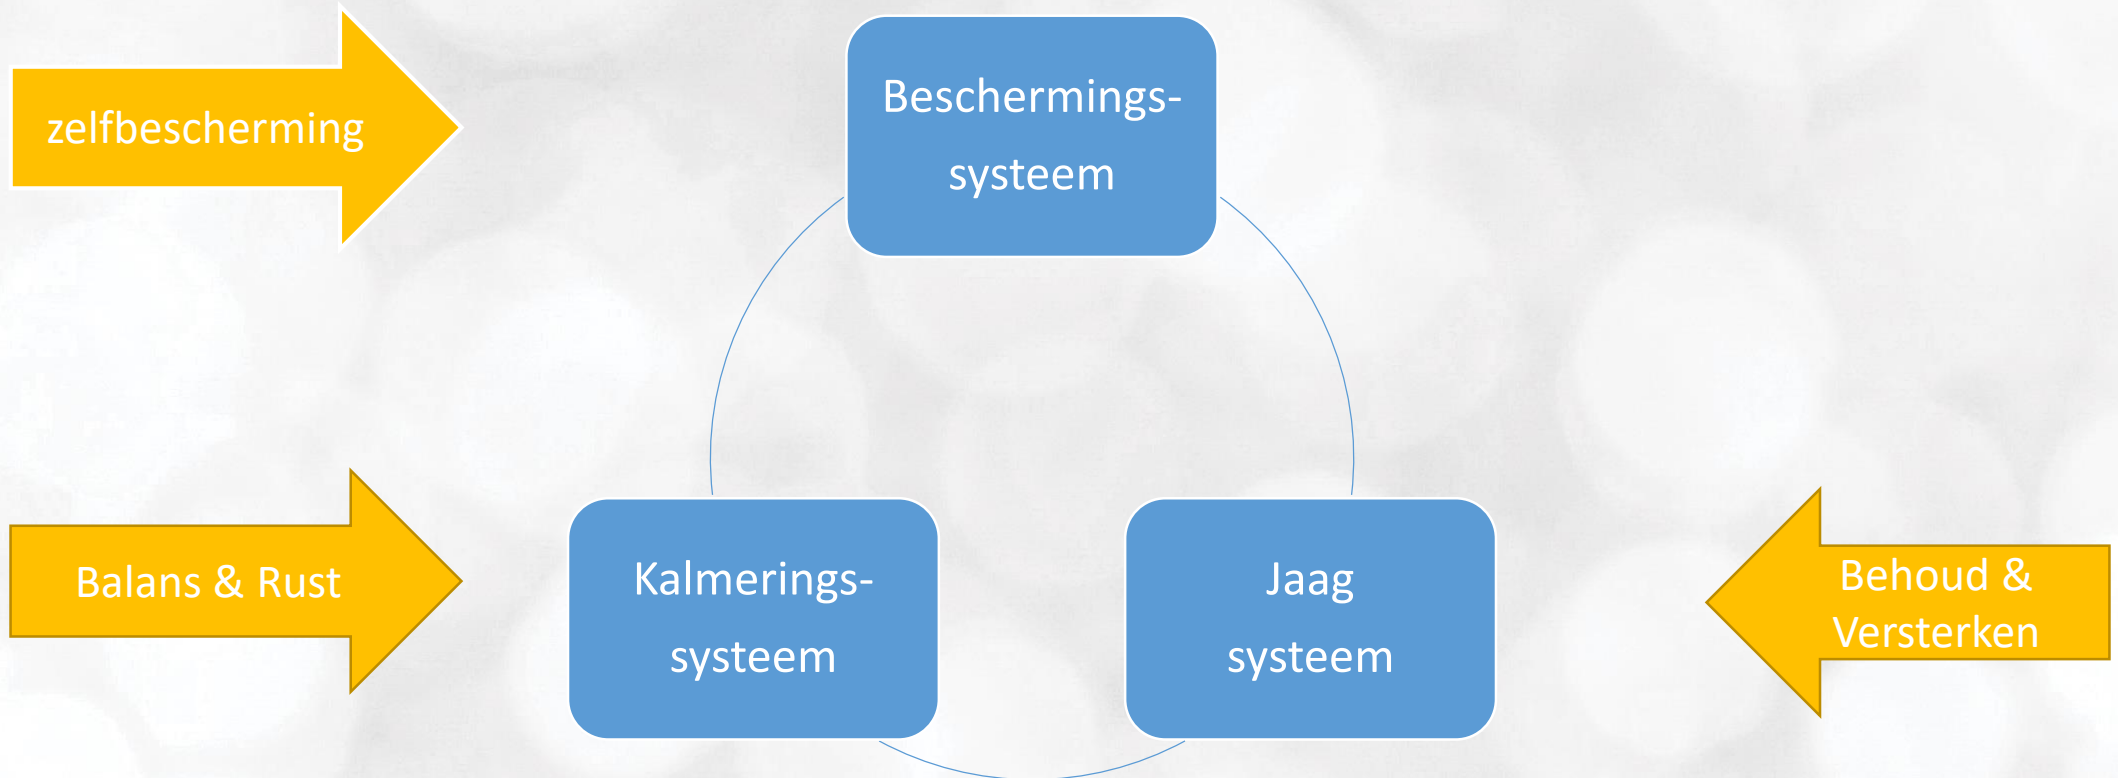 zelfbescherming
Beschermings-
systeem
Balans & Rust
Kalmerings-
systeem
Jaag
systeem
Behoud &
Versterken